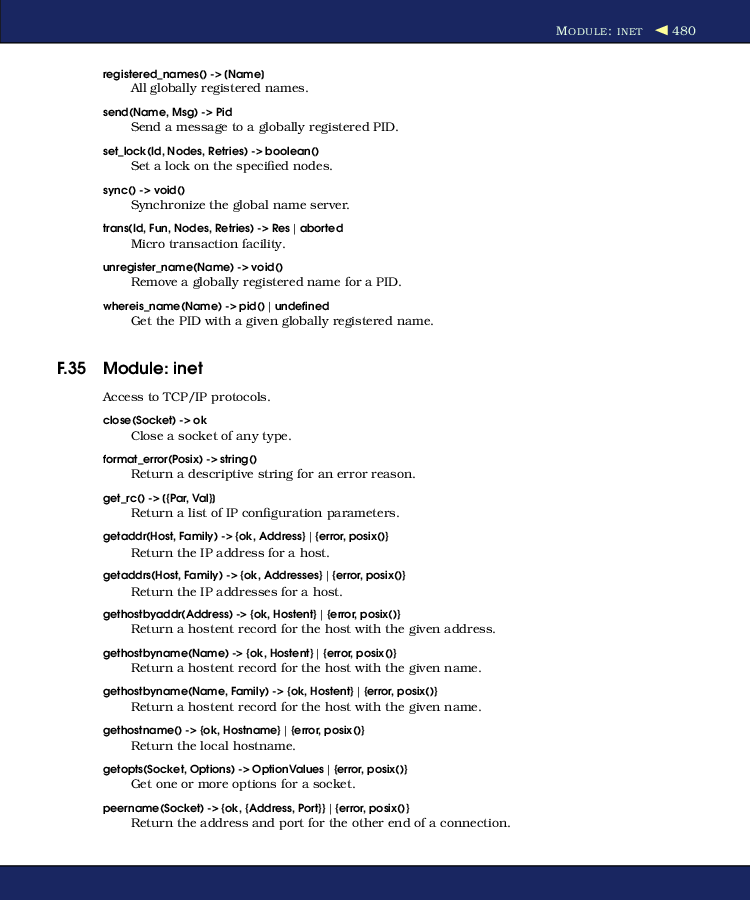 MODULE: INET ◀ 480
registered_names() -> [Name]
All globally registered names.
send(Name, Msg) -> Pid
Send a message to a globally registered PID.
set_lock(Id, Nodes, Retries) -> boolean()
Set a lock on the specified nodes.
sync() -> void()
Synchronize the global name server.
trans(Id, Fun, Nodes, Retries) -> Res | aborted
Micro transaction facility.
unregister_name(Name) -> void()
Remove a globally registered name for a PID.
whereis_name(Name) -> pid() | undefined
Get the PID with a given globally registered name.
F.35 Module: inet
Access to TCP/IP protocols.
close(Socket) -> ok
Close a socket of any type.
format_error(Posix) -> string()
Return a descriptive string for an error reason.
get_rc() -> [{Par, Val}]
Return a list of IP configuration parameters.
getaddr(Host, Family) -> {ok, Address} | {error, posix()}
Return the IP address for a host.
getaddrs(Host, Family) -> {ok, Addresses} | {error, posix()}
Return the IP addresses for a host.
gethostbyaddr(Address) -> {ok, Hostent} | {error, posix()}
Return a hostent record for the host with the given address.
gethostbyname(Name) -> {ok, Hostent} | {error, posix()}
Return a hostent record for the host with the given name.
gethostbyname(Name, Family) -> {ok, Hostent} | {error, posix()}
Return a hostent record for the host with the given name.
gethostname() -> {ok, Hostname} | {error, posix()}
Return the local hostname.
getopts(Socket, Options) -> OptionValues | {error, posix()}
Get one or more options for a socket.
peername(Socket) -> {ok, {Address, Port}} | {error, posix()}
Return the address and port for the other end of a connection.